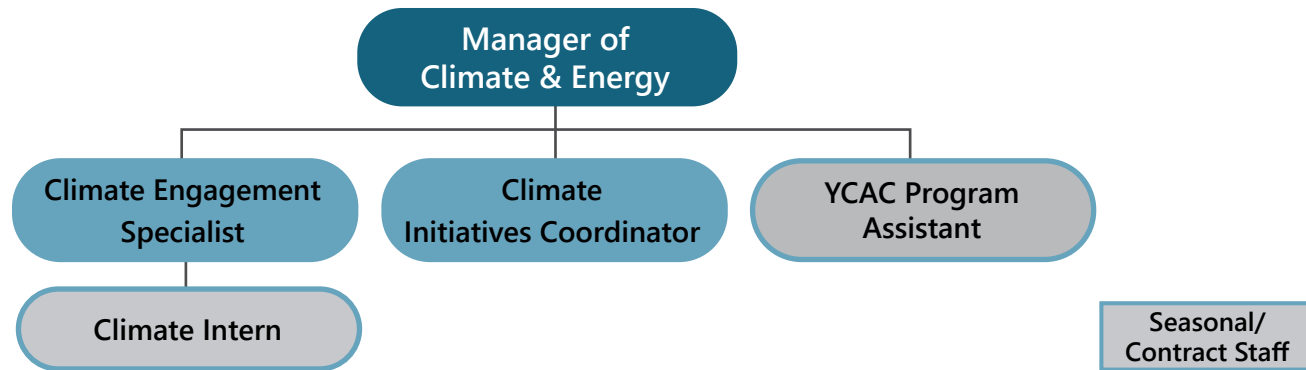 Manager of
Climate & Energy
Climate Engagement
Specialist
Climate
Initiatives Coordinator
YCAC Program
Assistant
Climate Intern
Seasonal/
Contract Staff